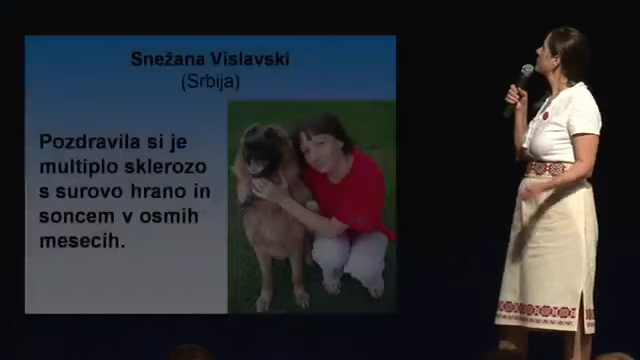 Snežana Vislavski
(Srbija)
Pozdravila si je
multiplo sklerozo
s surovo hrano in
soncem v osmih
mesecih.